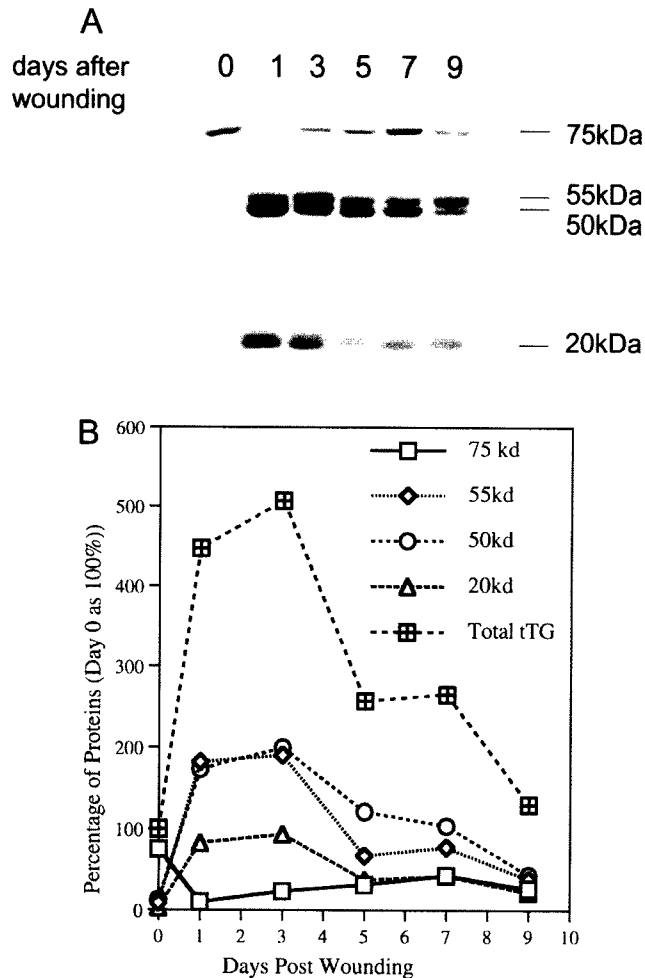 A
days after wounding 0 1 3 5 7 9
75kDa
55kDa
50kDa
20kDa
B
Percentage of Proteins (Day 0 as 100%))
600
500
400
300
200
100
0
75 kd
55kd
50kd
20kd
Total tTG
0 1 2 3 4 5 6 7 8 9 10
Days Post Wounding